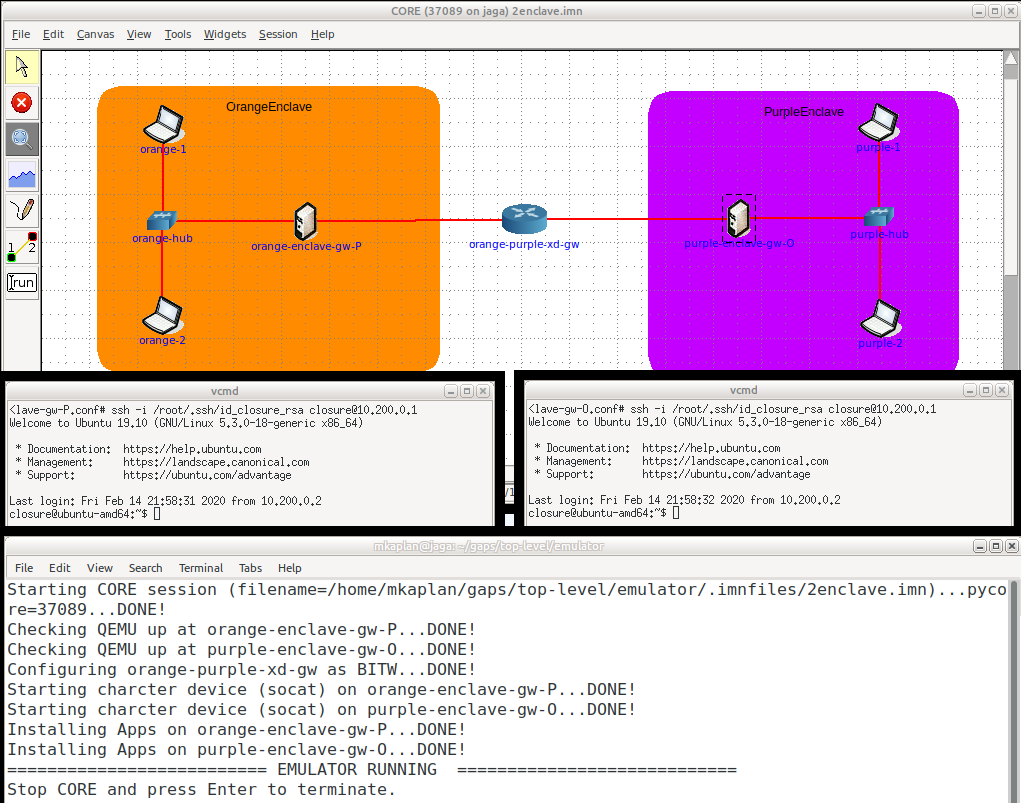 CORE (37089 on jaga) 2enclave.imn
File Edit Canvas View Tools Widgets Session Help
OrangeEnclave
PurpleEnclave
orange-1
purple-1
orange-hub
orange-enclave-gw-P
orange-purple-xd-gw
purple-enclave-gw-O
purple-hub
orange-2
purple-2
1
2
run
vcmd
<lave-gw-P.conf# ssh -i /root/.ssh/id_closure_rsa closure@10.200.0.1
Welcome to Ubuntu 19.10 (GNU/Linux 5.3.0-18-generic x86_64)
* Documentation: https://help.ubuntu.com
* Management: https://landscape.canonical.com
* Support: https://ubuntu.com/advantage
Last login: Fri Feb 14 21:58:31 2020 from 10.200.0.2
closure@ubuntu-amd64:~$
vcmd
<lave-gw-O.conf# ssh -i /root/.ssh/id_closure_rsa closure@10.200.0.1
Welcome to Ubuntu 19.10 (GNU/Linux 5.3.0-18-generic x86_64)
* Documentation: https://help.ubuntu.com
* Management: https://landscape.canonical.com
* Support: https://ubuntu.com/advantage
Last login: Fri Feb 14 21:58:32 2020 from 10.200.0.2
closure@ubuntu-amd64:~$
mkaplan@jaga: ~/gaps/top-level/emulator
File Edit View Search Terminal Tabs Help
Starting CORE session (filename=/home/mkaplan/gaps/top-level/emulator/.imnfiles/2enclave.imn)...pyco
re=37089...DONE!
Checking QEMU up at orange-enclave-gw-P...DONE!
Checking QEMU up at purple-enclave-gw-O...DONE!
Configuring orange-purple-xd-gw as BITW...DONE!
Starting charcter device (socat) on orange-enclave-gw-P...DONE!
Starting charcter device (socat) on purple-enclave-gw-O...DONE!
Installing Apps on orange-enclave-gw-P...DONE!
Installing Apps on purple-enclave-gw-O...DONE!
========================== EMULATOR RUNNING ============================
Stop CORE and press Enter to terminate.